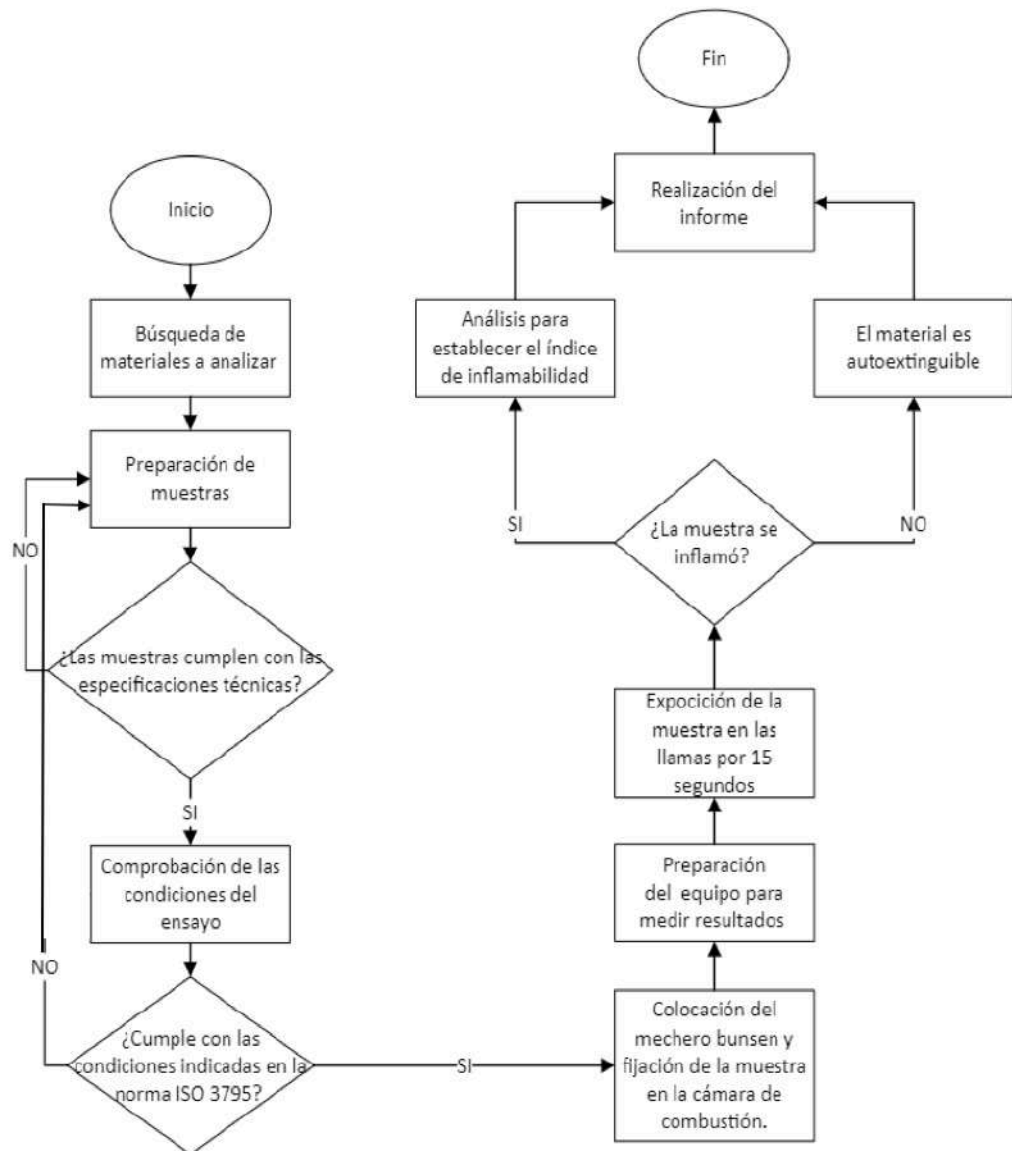 Inicio
Búsqueda de
materiales a analizar
Preparación de
muestras
NO
¿Las muestras cumplen con las
especificaciones técnicas?
SI
Comprobación de las
condiciones del
ensayo
NO
¿Cumple con las
condiciones indicadas en la
norma ISO 3795?
SI
Colocación del
mechero bunsen y
fijación de la muestra
en la cámara de
combustión.
Preparación
del equipo para
medir resultados
Expocición de la
muestra en las
llamas por 15
segundos
¿La muestra se
inflamó?
SI
NO
Análisis para
establecer el índice
de inflamabilidad
El material es
autoextinguible
Realización del
informe
Fin